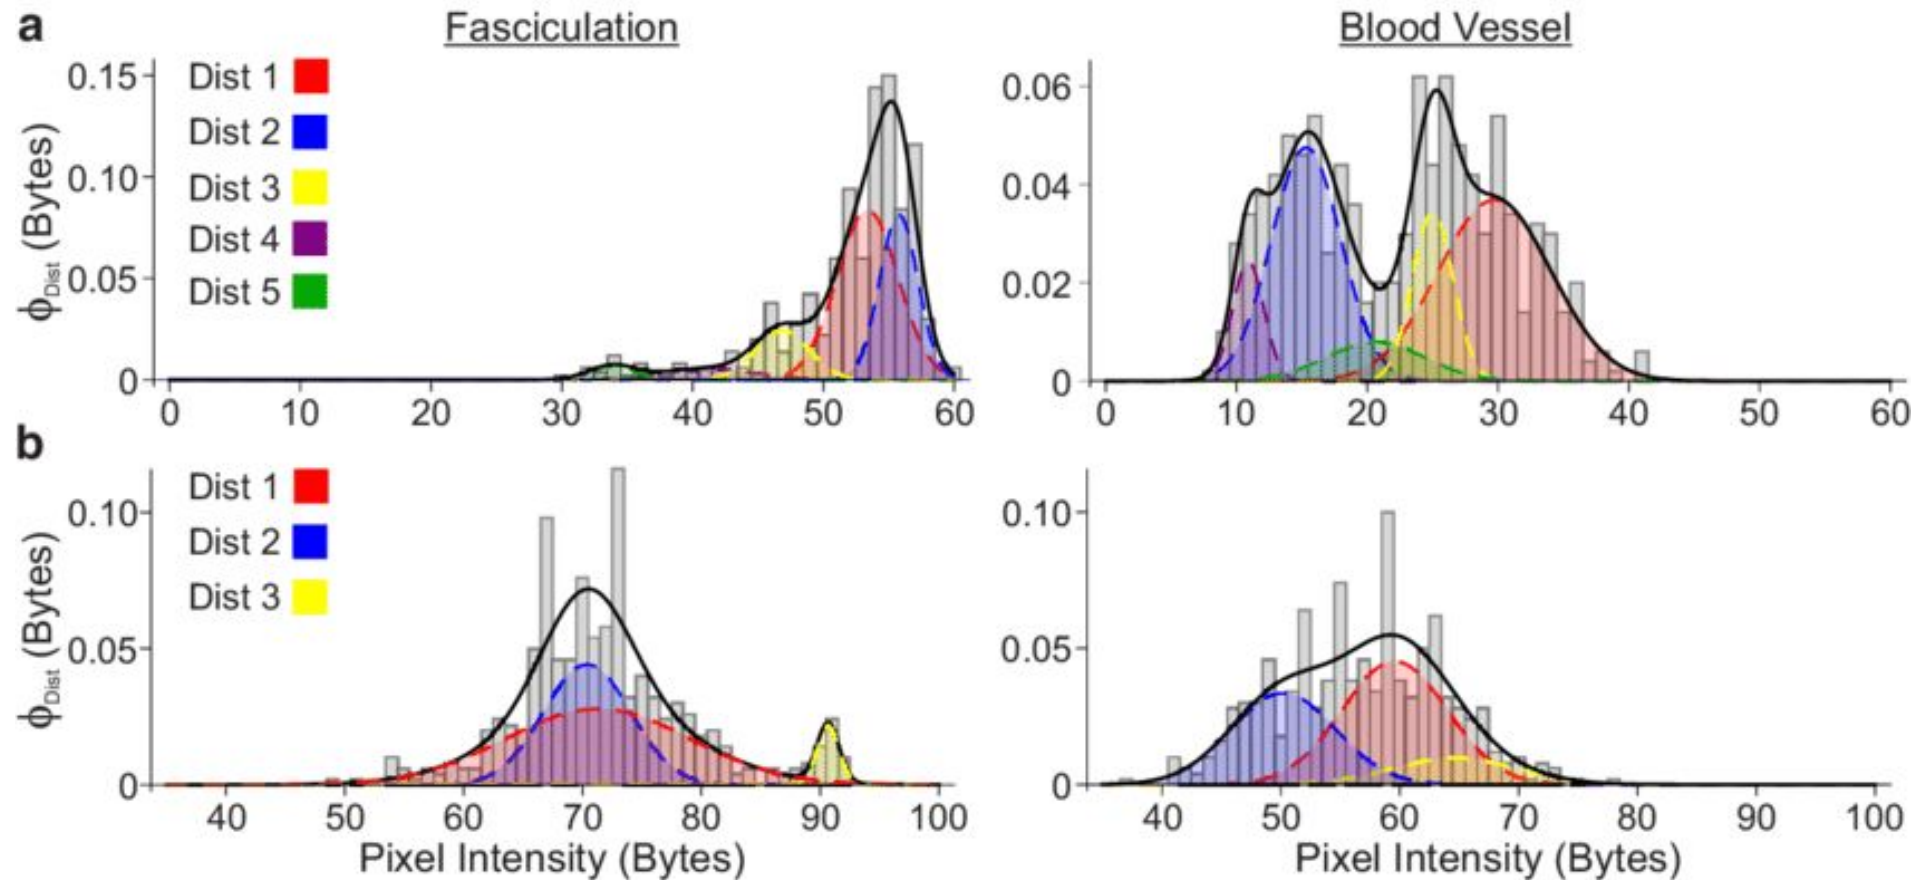 a
Fasciculation
Blood Vessel
Dist 1
Dist 2
Dist 3
Dist 4
Dist 5
ϕDist (Bytes)
0.15
0.10
0.05
0
0 10 20 30 40 50 60
0.06
0.04
0.02
0
0 10 20 30 40 50 60
b
Dist 1
Dist 2
Dist 3
ϕDist (Bytes)
0.10
0.05
0
40 50 60 70 80 90 100
Pixel Intensity (Bytes)
0.10
0.05
0
40 50 60 70 80 90 100
Pixel Intensity (Bytes)